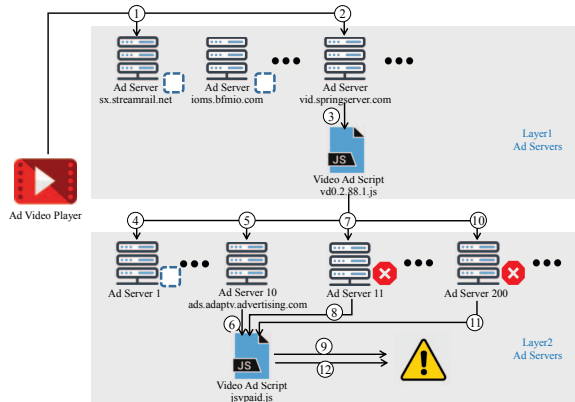 1
2
Ad Server
sx.streamrail.net
Ad Server
ioms.bfmio.com
Ad Server
vid.springserver.com
3
JS
Video Ad Script
vd0.2.88.1.js
Layer1
Ad Servers
Ad Video Player
4
5
7
10
Ad Server 1
Ad Server 10
ads.adaptv.advertising.com
Ad Server 11
Ad Server 200
6
8
11
9
12
JS
Video Ad Script
jsvpaid.js
Layer2
Ad Servers